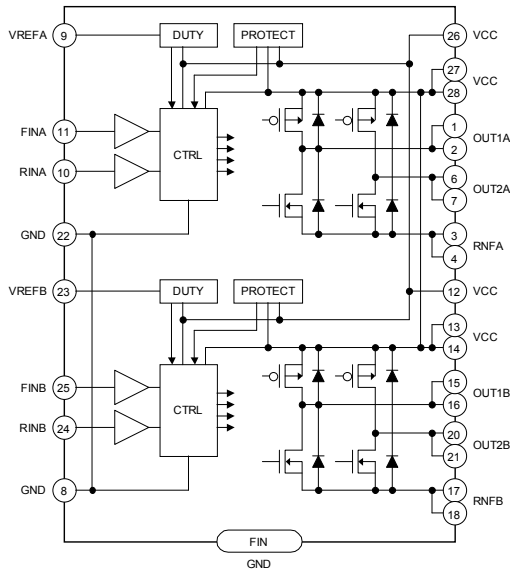 VREFA 9 DUTY PROTECT 26 VCC
27 VCC
28
FINA 11 1 OUT1A
2
CTRL
RINA 10 6 OUT2A
7
GND 22 3 RNFA
4
VREFB 23 DUTY PROTECT 12 VCC
13 VCC
14
FINB 25 15 OUT1B
16
CTRL
RINB 24 20 OUT2B
21
GND 8 17 RNFB
18
FIN
GND